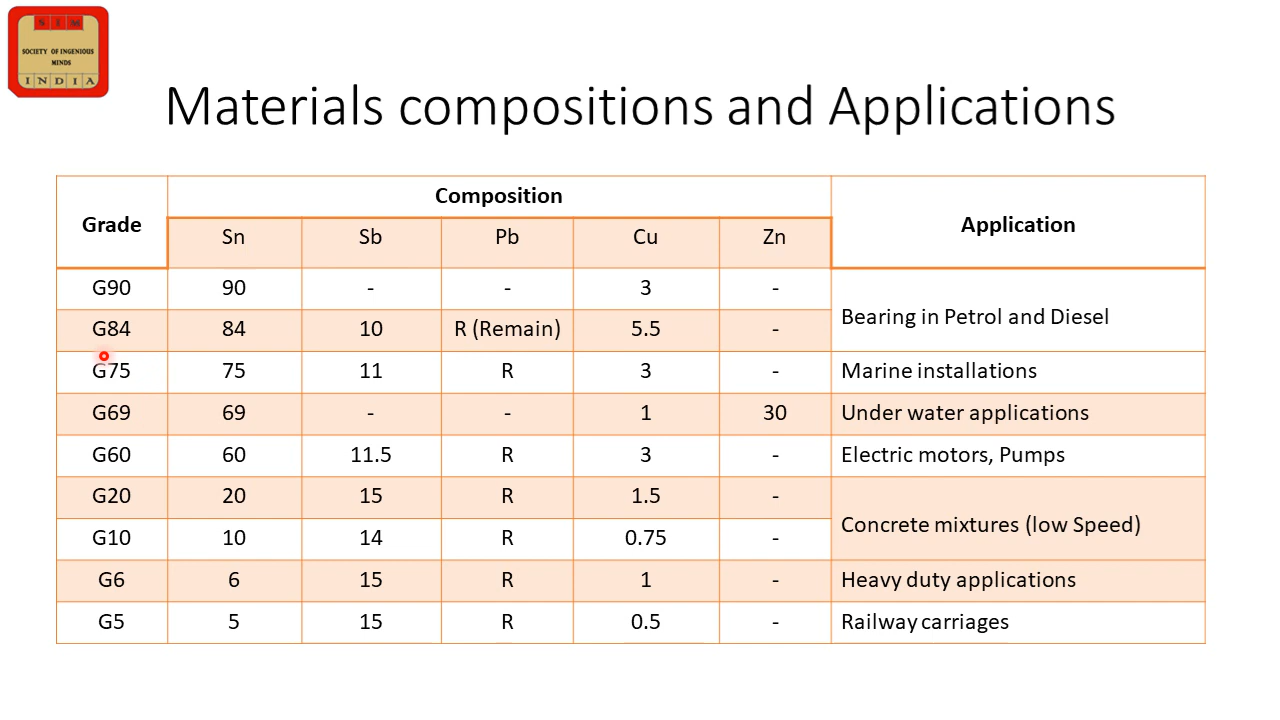 S I M
SOCIETY OF INGENIOUS
MINDS
I N D I A
Materials compositions and Applications
Grade Composition Application
Sn Sb Pb Cu Zn
G90 90 - - 3 - Bearing in Petrol and Diesel
G84 84 10 R (Remain) 5.5 -
G75 75 11 R 3 - Marine installations
G69 69 - - 1 30 Under water applications
G60 60 11.5 R 3 - Electric motors, Pumps
G20 20 15 R 1.5 - Concrete mixtures (low Speed)
G10 10 14 R 0.75 -
G6 6 15 R 1 - Heavy duty applications
G5 5 15 R 0.5 - Railway carriages